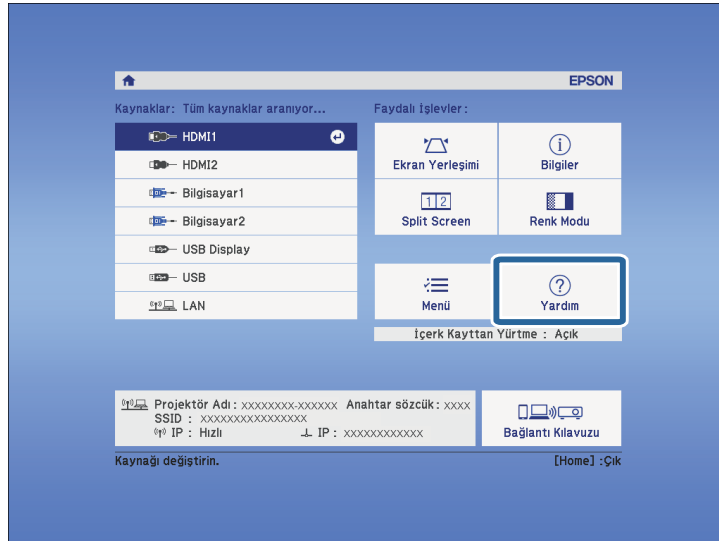 EPSON
Kaynaklar: Tüm kaynaklar aranıyor...
HDMI1
HDMI2
Bilgisayar1
Bilgisayar2
USB Display
USB
LAN
Faydalı İşlevler:
Ekran Yerleşimi
Bilgiler
1 2
Split Screen
Renk Modu
Menü
Yardım
İçerk Kayttan Yürtme : Açık
Projektör Adı: XXXXXXXX-XXXXXX Anahtar sözcük: XXXX
SSID : XXXXXXXXXXXXXXX
IP : Hızlı IP : XXXXXXXXXXXX
Bağlantı Kılavuzu
Kaynağı değiştirin.
[Home] :Çık